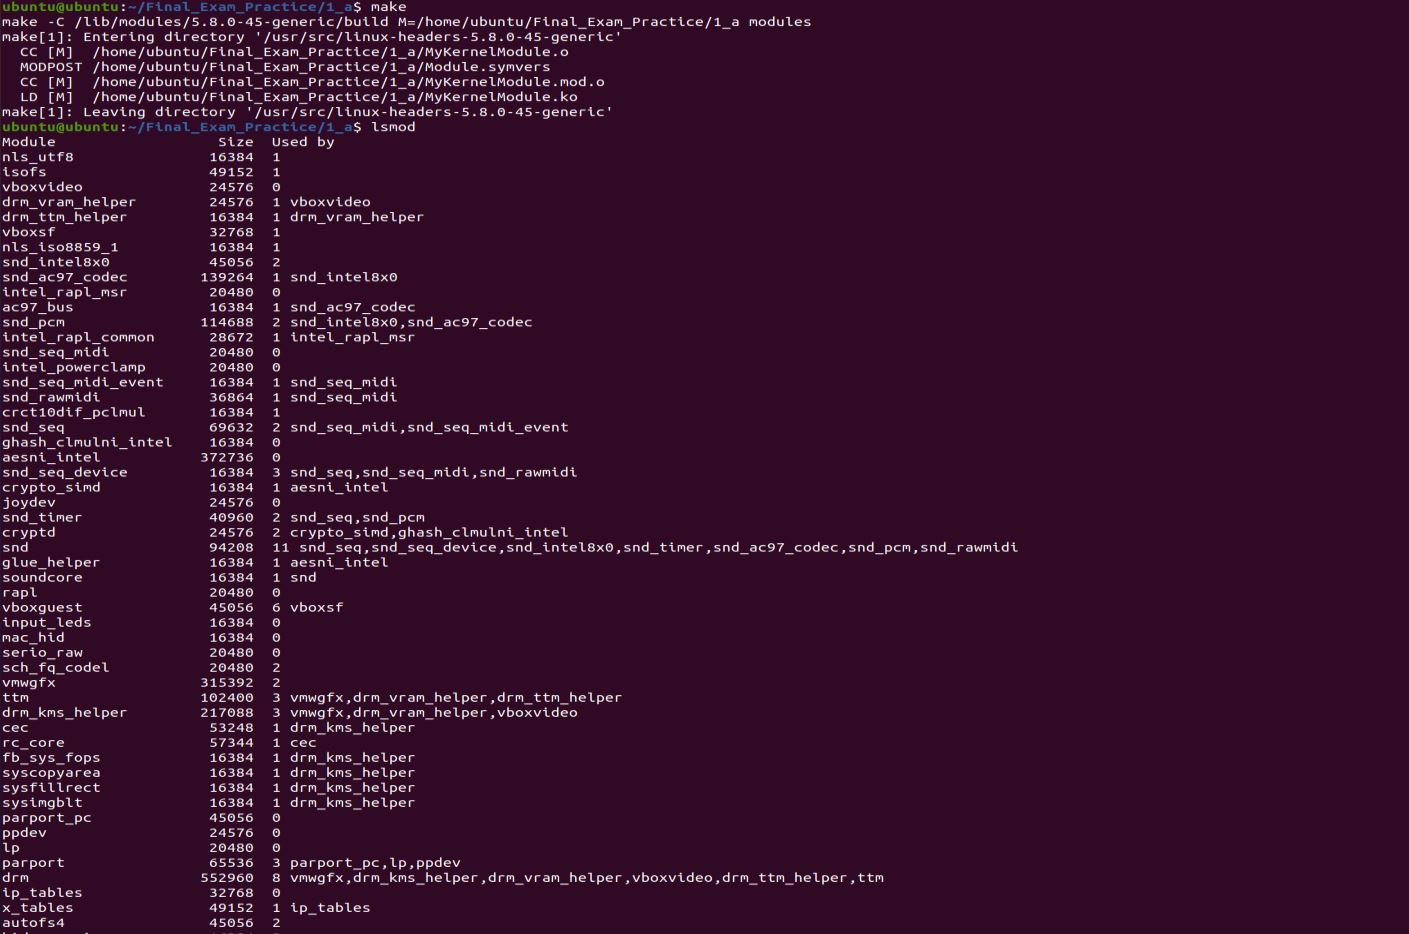 ubuntu@ubuntu:~/Final_Exam_Practice/1_a$ make
make -C /lib/modules/5.8.0-45-generic/build M=/home/ubuntu/Final_Exam_Practice/1_a modules
make[1]: Entering directory '/usr/src/linux-headers-5.8.0-45-generic'
  CC [M]  /home/ubuntu/Final_Exam_Practice/1_a/MyKernelModule.o
  MODPOST /home/ubuntu/Final_Exam_Practice/1_a/Module.symvers
  CC [M]  /home/ubuntu/Final_Exam_Practice/1_a/MyKernelModule.mod.o
  LD [M]  /home/ubuntu/Final_Exam_Practice/1_a/MyKernelModule.ko
make[1]: Leaving directory '/usr/src/linux-headers-5.8.0-45-generic'
ubuntu@ubuntu:~/Final_Exam_Practice/1_a$ lsmod
Module                  Size  Used by
nls_utf8               16384  1
isofs                  49152  1
vboxvideo              24576  0
drm_vram_helper        24576  1 vboxvideo
drm_ttm_helper         16384  1 drm_vram_helper
vboxsf                 32768  1
nls_iso8859_1          16384  1
snd_intel8x0           45056  2
snd_ac97_codec        139264  1 snd_intel8x0
intel_rapl_msr         20480  0
ac97_bus               16384  1 snd_ac97_codec
snd_pcm               114688  2 snd_intel8x0,snd_ac97_codec
intel_rapl_common      28672  1 intel_rapl_msr
snd_seq_midi           20480  0
intel_powerclamp       20480  0
snd_seq_midi_event     16384  1 snd_seq_midi
snd_rawmidi            36864  1 snd_seq_midi
crct10dif_pclmul       16384  1
snd_seq                69632  2 snd_seq_midi,snd_seq_midi_event
ghash_clmulni_intel    16384  0
aesni_intel           372736  0
snd_seq_device         16384  3 snd_seq,snd_seq_midi,snd_rawmidi
crypto_simd            16384  1 aesni_intel
joydev                 24576  0
snd_timer              40960  2 snd_seq,snd_pcm
cryptd                 24576  2 crypto_simd,ghash_clmulni_intel
snd                    94208  11 snd_seq,snd_seq_device,snd_intel8x0,snd_timer,snd_ac97_codec,snd_pcm,snd_rawmidi
glue_helper            16384  1 aesni_intel
soundcore              16384  1 snd
rapl                   20480  0
vboxguest              45056  6 vboxsf
input_leds             16384  0
mac_hid                16384  0
serio_raw              20480  0
sch_fq_codel           20480  2
vmwgfx                315392  2
ttm                   102400  3 vmwgfx,drm_vram_helper,drm_ttm_helper
drm_kms_helper        217088  3 vmwgfx,drm_vram_helper,vboxvideo
cec                    53248  1 drm_kms_helper
rc_core                57344  1 cec
fb_sys_fops            16384  1 drm_kms_helper
syscopyarea            16384  1 drm_kms_helper
sysfillrect            16384  1 drm_kms_helper
sysimgblt              16384  1 drm_kms_helper
parport_pc             45056  0
ppdev                  24576  0
lp                     20480  0
parport                65536  3 parport_pc,lp,ppdev
drm                   552960  8 vmwgfx,drm_kms_helper,drm_vram_helper,vboxvideo,drm_ttm_helper,ttm
ip_tables              32768  0
x_tables               49152  1 ip_tables
autofs4                45056  2